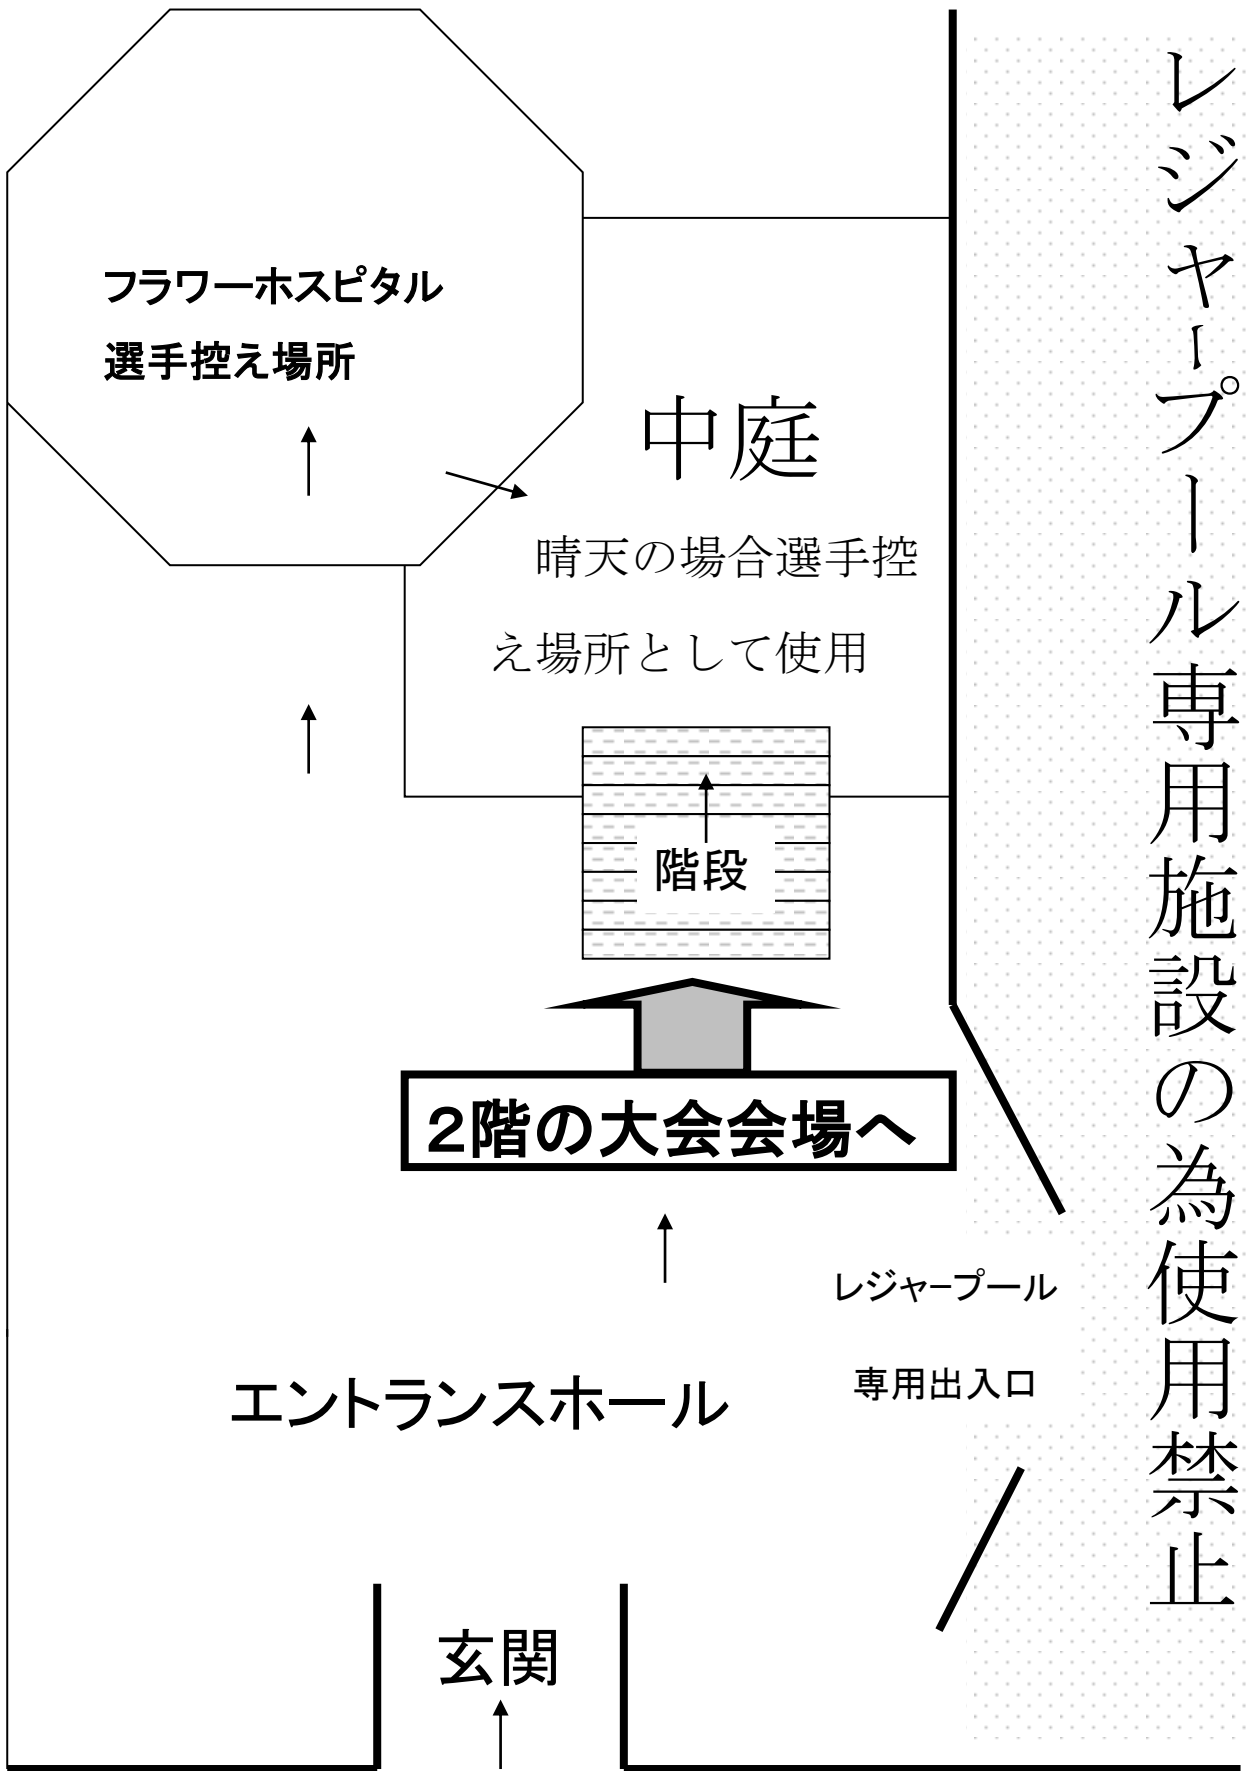 フラワーホスピタル
選手控え場所
中庭
晴天の場合選手控
え場所として使用
階段
２階の大会会場へ
レジャープール
専用出入口
エントランスホール
玄関
レジャープール専用施設の為使用禁止